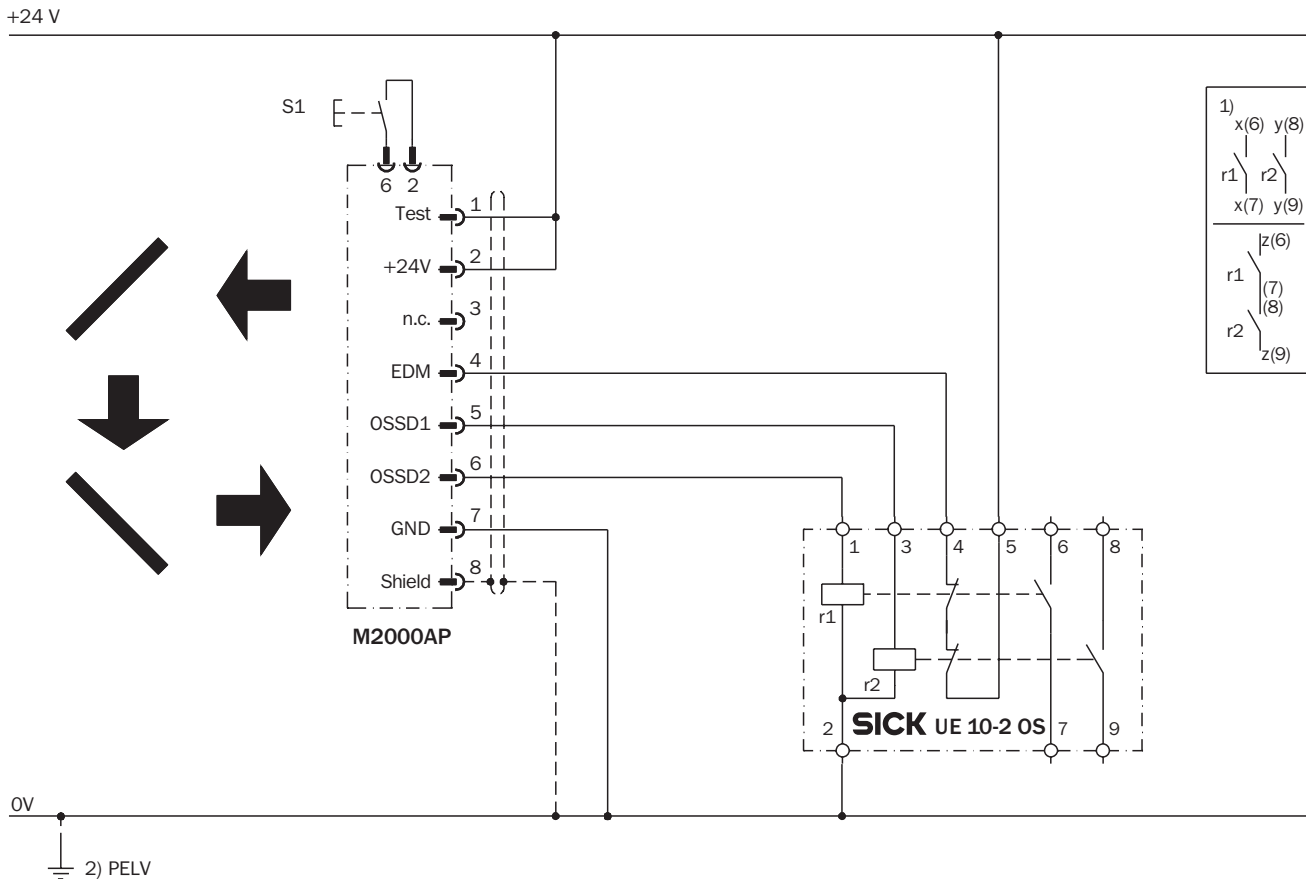 +24 V
S1
6 2
Test 1
+24V 2
n.c. 3
EDM 4
OSSD1 5
OSSD2 6
GND 7
Shield 8
M2000AP
1)
x(6) y(8)
r1 r2
x(7) y(9)
z(6)
r1
(7)
(8)
r2
z(9)
1 3 4 5 6 8
r1
r2
2 SICK UE 10-2 OS 7 9
0V
2) PELV